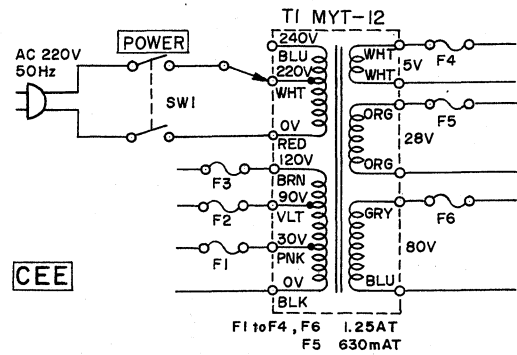 T1 MYT-12
POWER
AC 220V
50Hz
SW1
240V
BLU
220V
WHT
0V
RED
120V
BRN
90V
VLT
30V
PNK
0V
BLK
F3
F2
F1
WHT
5V
WHT
F4
ORG
F5
28V
ORG
GRY
F6
80V
BLU
CEE
F1 to F4, F6 1.25AT
F5 630mAT